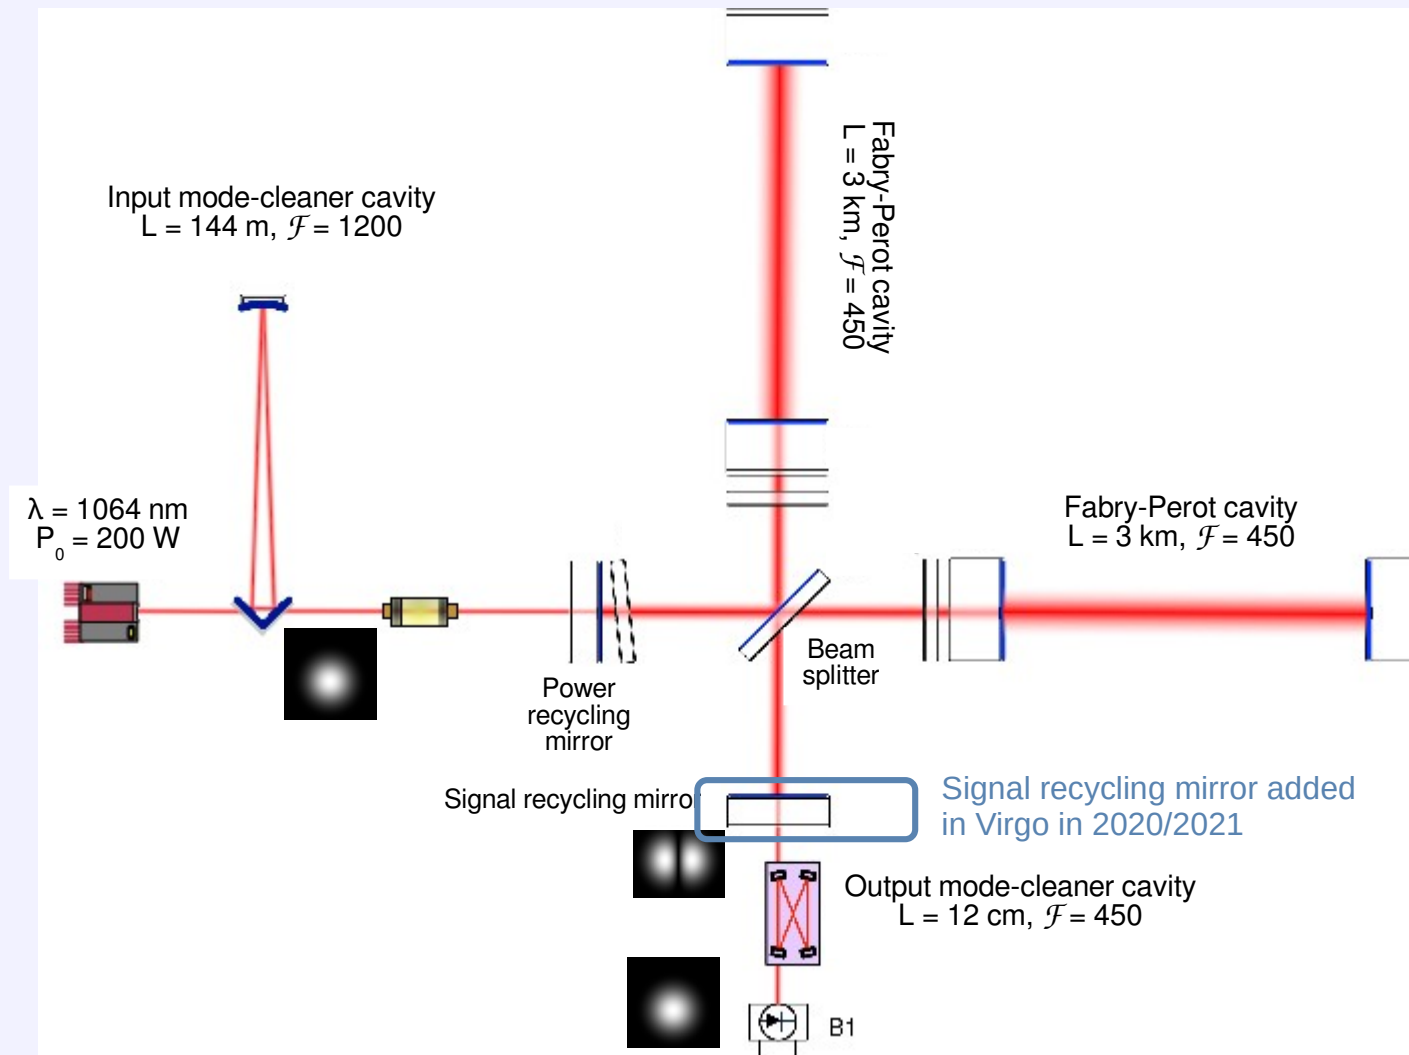 Input mode-cleaner cavity
L = 144 m, ℱ = 1200
Fabry-Perot cavity
L = 3 km, ℱ = 450
λ = 1064 nm
P₀ = 200 W
Fabry-Perot cavity
L = 3 km, ℱ = 450
Beam
splitter
Power
recycling
mirror
Signal recycling mirror
Signal recycling mirror added
in Virgo in 2020/2021
Output mode-cleaner cavity
L = 12 cm, ℱ = 450
B1